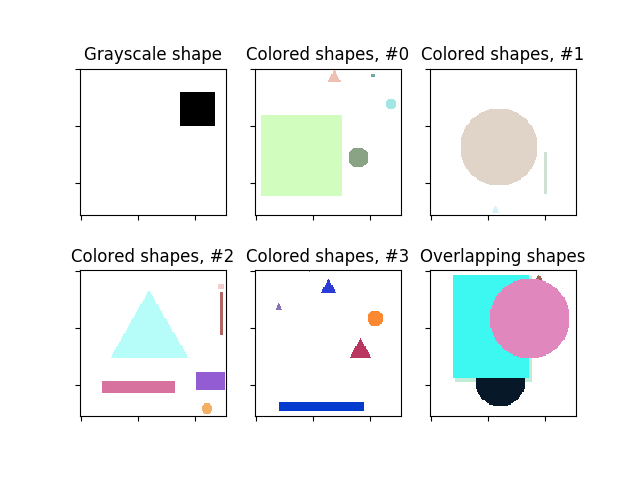 Grayscale shape
Colored shapes, #0
Colored shapes, #1
Colored shapes, #2
Colored shapes, #3
Overlapping shapes